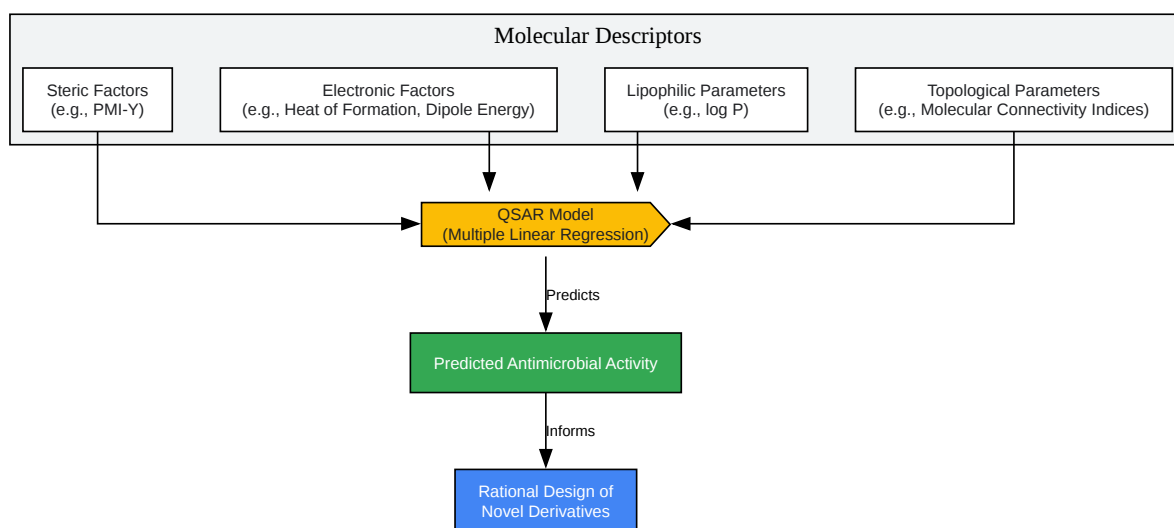 Molecular Descriptors
Steric Factors
(e.g., PMI-Y)
Electronic Factors
(e.g., Heat of Formation, Dipole Energy)
Lipophilic Parameters
(e.g., log P)
Topological Parameters
(e.g., Molecular Connectivity Indices)
QSAR Model
(Multiple Linear Regression)
Predicts
Predicted Antimicrobial Activity
Informs
Rational Design of
Novel Derivatives